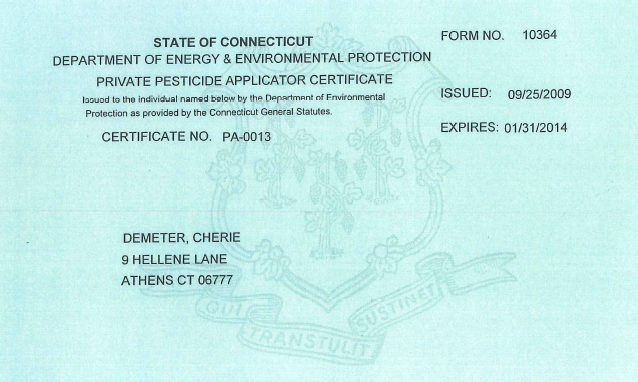 STATE OF CONNECTICUT
DEPARTMENT OF ENERGY & ENVIRONMENTAL PROTECTION
PRIVATE PESTICIDE APPLICATOR CERTIFICATE
Issued to the individual named below by the Department of Environmental
Protection as provided by the Connecticut General Statutes.
CERTIFICATE NO. PA-0013
FORM NO. 10364
ISSUED: 09/25/2009
EXPIRES: 01/31/2014
DEMETER, CHERIE
9 HELLENE LANE
ATHENS CT 06777
QUI TRANSTULIT SUSTINET